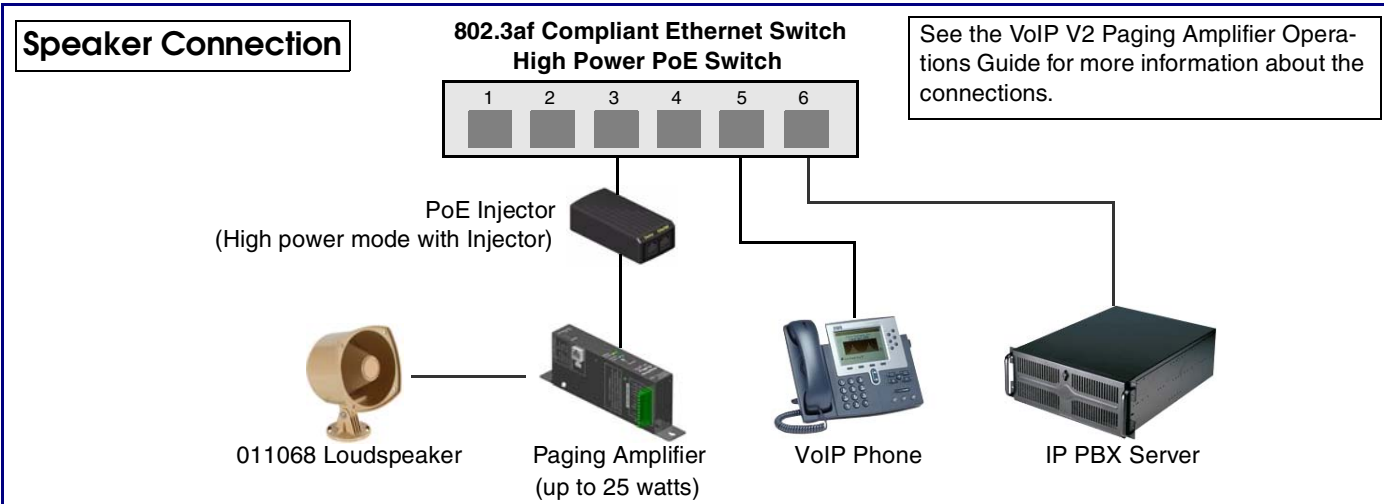 Speaker Connection
802.3af Compliant Ethernet Switch
High Power PoE Switch
See the VoIP V2 Paging Amplifier Opera-
tions Guide for more information about the
connections.
1 2 3 4 5 6
PoE Injector
(High power mode with Injector)
011068 Loudspeaker
Paging Amplifier
(up to 25 watts)
VoIP Phone
IP PBX Server